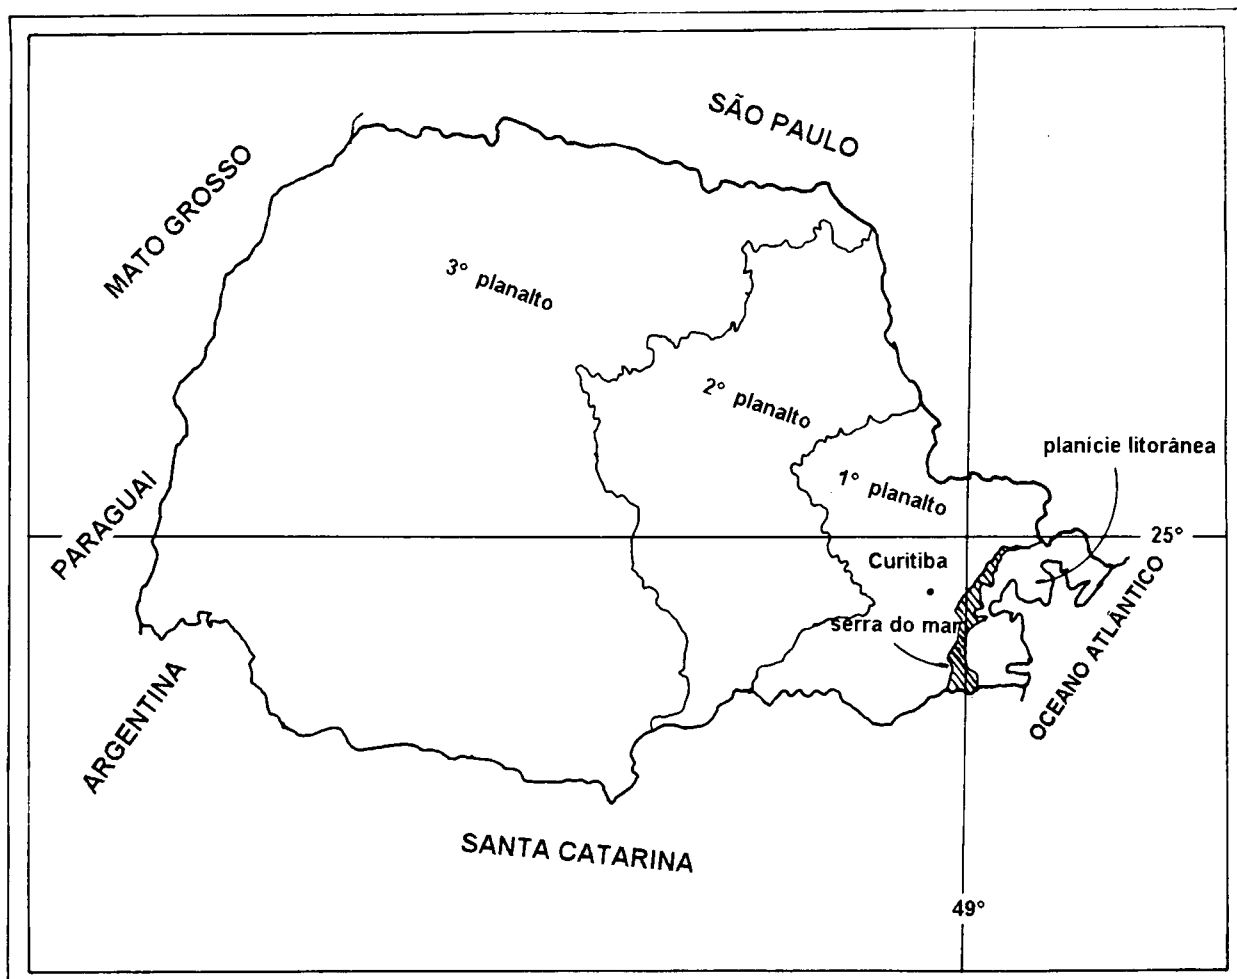 SÃO PAULO
MATO GROSSO
3° planalto
2° planalto
planície litorânea
1° planalto
PARAGUAI
25°
Curitiba
serra do mar
OCEANO ATLÂNTICO
ARGENTINA
SANTA CATARINA
49°